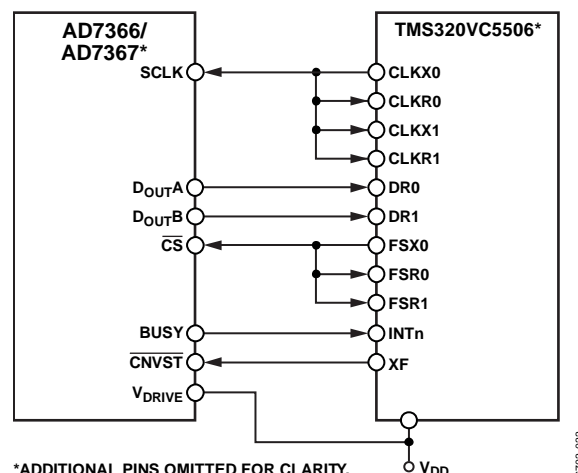 AD7366/
AD7367*
TMS320VC5506*
SCLK
CLKX0
CLKR0
CLKX1
CLKR1
DOUTA
DR0
DOUTB
DR1
CS
FSX0
FSR0
FSR1
BUSY
INTn
CNVST
XF
VDRIVE
*ADDITIONAL PINS OMITTED FOR CLARITY.
VDD